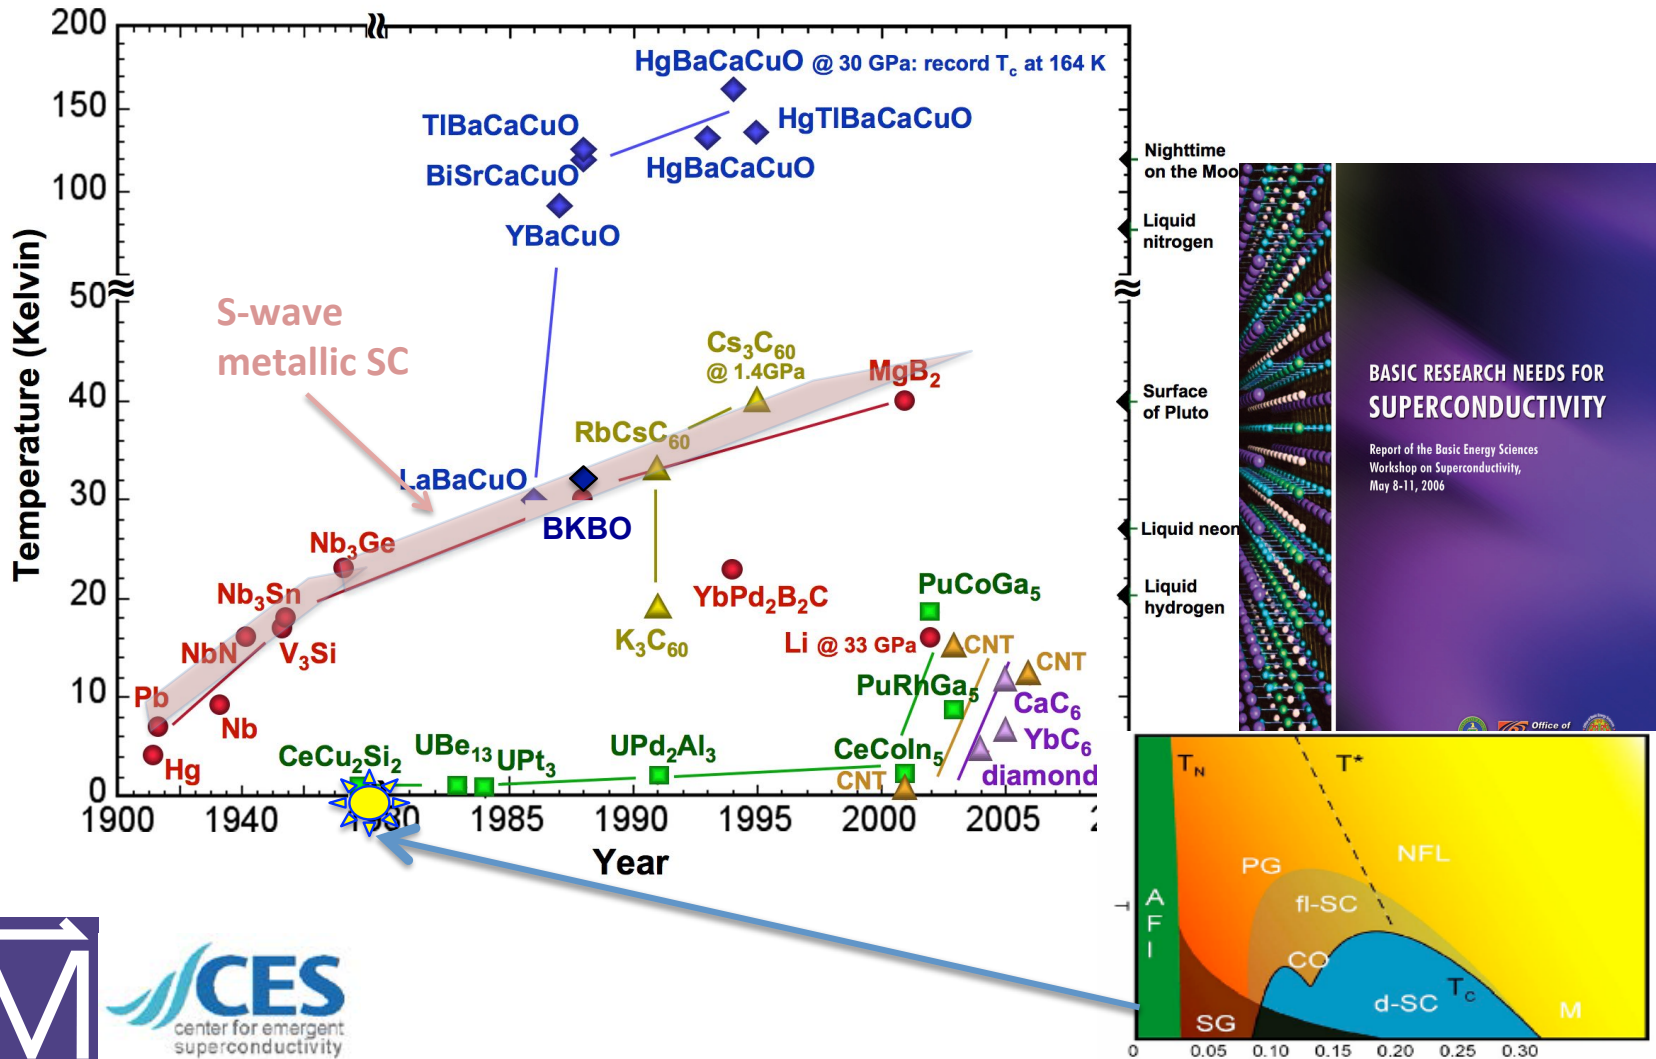 Temperature (Kelvin)
200
150
100
50
40
30
20
10
0
HgBaCaCuO @ 30 GPa: record Tc at 164 K
TlBaCaCuO
HgTlBaCaCuO
BiSrCaCuO
HgBaCaCuO
YBaCuO
S-wave
metallic SC
Cs3C60
@ 1.4GPa
MgB2
RbCsC60
LaBaCuO
BKBO
Nb3Ge
Nb3Sn
YbPd2B2C
PuCoGa5
K3C60
Li @ 33 GPa
CNT
NbN
V3Si
CNT
Pb
PuRhGa5
CaC6
Nb
YbC6
Hg
CeCu2Si2
UBe13
UPt3
UPd2Al3
CeCoIn5
diamond
CNT
1900
1940
1980
1985
1990
1995
2000
2005
Year
Nighttime
on the Moo
Liquid
nitrogen
Surface
of Pluto
Liquid neon
Liquid
hydrogen
BASIC RESEARCH NEEDS FOR
SUPERCONDUCTIVITY
Report of the Basic Energy Sciences
Workshop on Superconductivity,
May 8-11, 2006
Office of
TN
T*
NFL
PG
fl-SC
A
F
I
T
CO
TC
d-SC
M
SG
0 0.05 0.10 0.15 0.20 0.25 0.30
M
CES
center for emergent
superconductivity